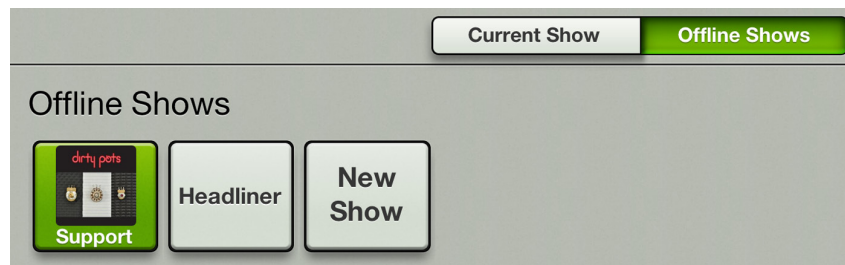 Current Show
Offline Shows
Offline Shows
dirty pots
Support
Headliner
New
Show